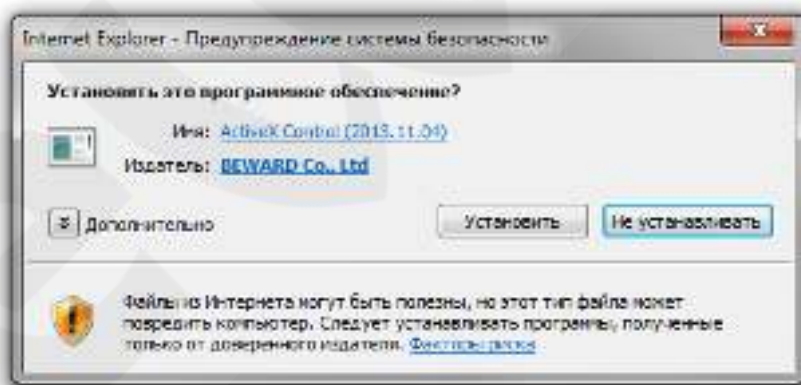 Internet Explorer - Предупреждение системы безопасности
Установить это программное обеспечение?
Имя: ActiveX Control (2013.11.04)
Издатель: BEWARD Co., Ltd
Дополнительно
Установить
Не устанавливать
Файлы из Интернета могут быть полезны, но этот тип файла может
повредить компьютер. Следует устанавливать программы, полученные
только от доверенного издателя. Факторы риска